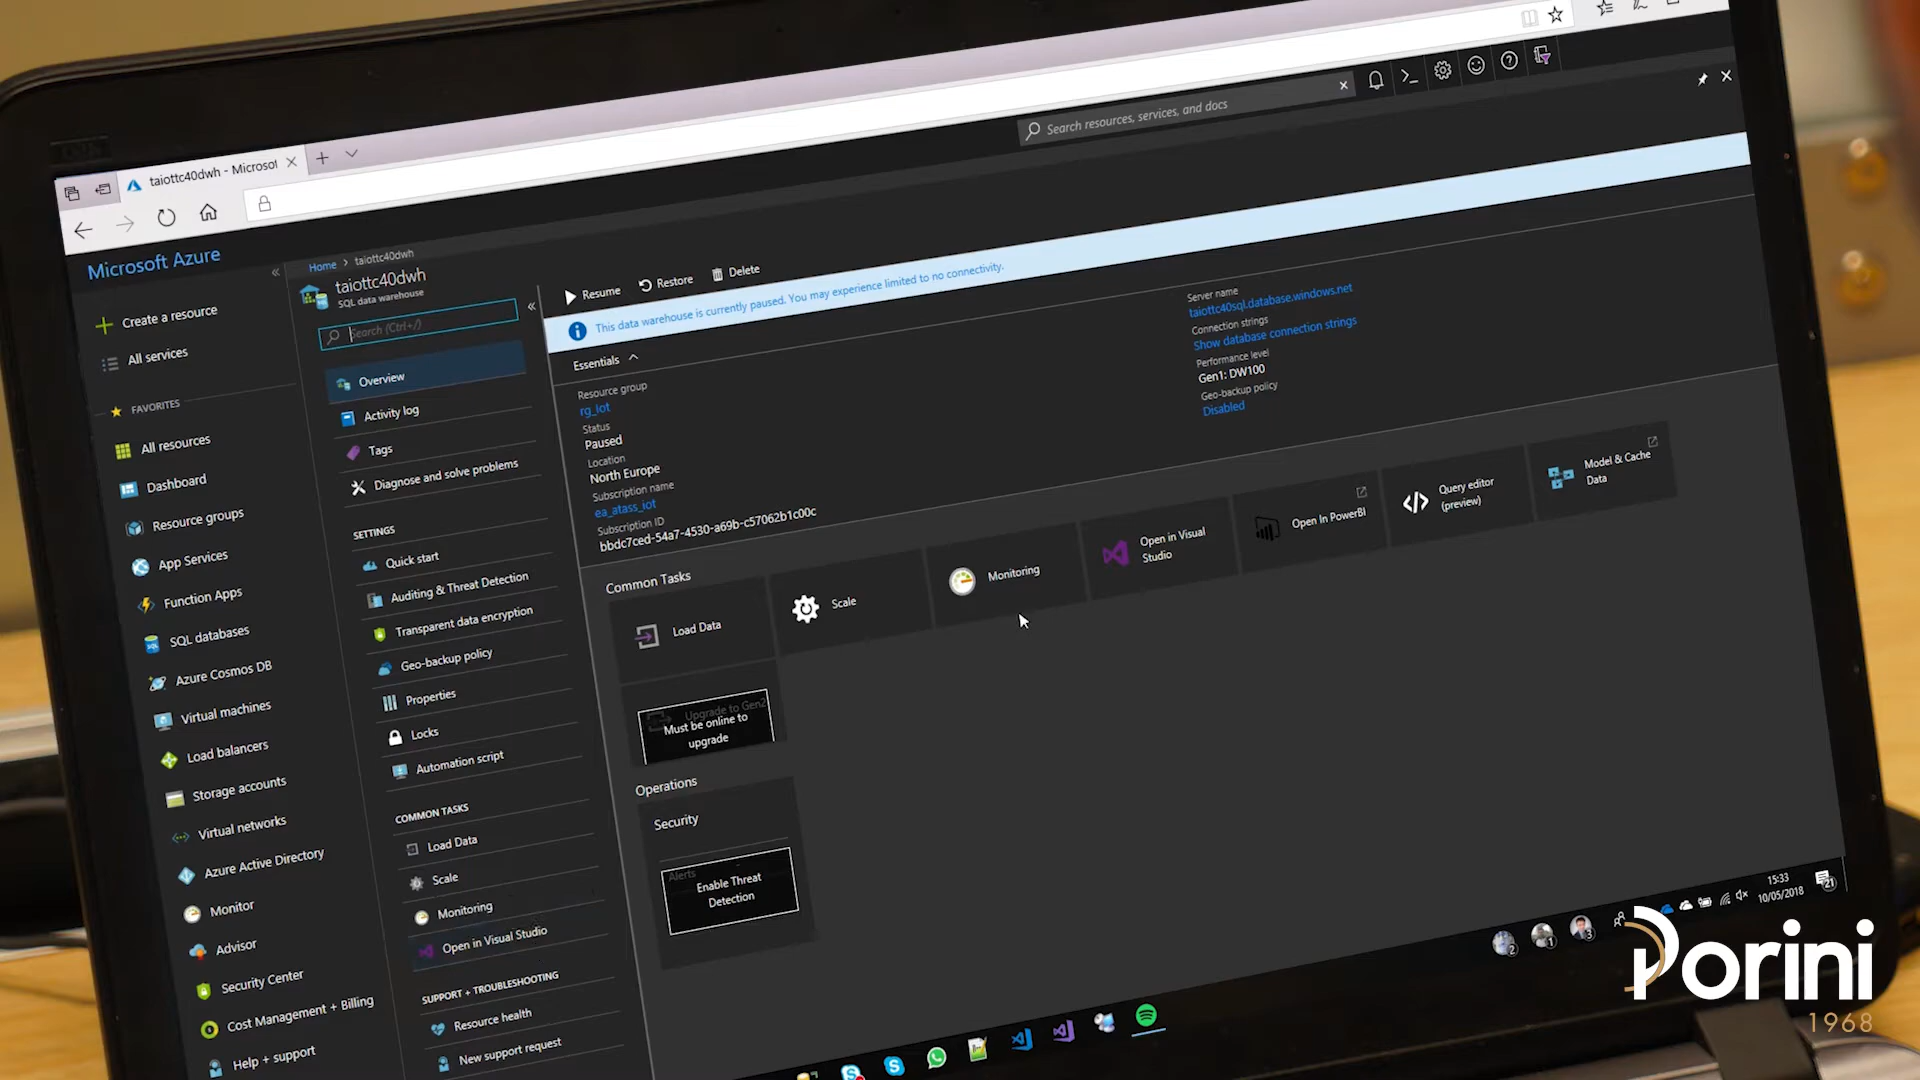 taiottc40dwh - Microsof
Search resources, services, and docs
Microsoft Azure
Create a resource
All services
FAVORITES
All resources
Dashboard
Resource groups
App Services
Function Apps
SQL databases
Azure Cosmos DB
Virtual machines
Load balancers
Storage accounts
Virtual networks
Azure Active Directory
Monitor
Advisor
Security Center
Cost Management + Billing
Help + support
Home > taiottc40dwh
taiottc40dwh
SQL data warehouse
Search (Ctrl+/)
Overview
Activity log
Tags
Diagnose and solve problems
SETTINGS
Quick start
Auditing & Threat Detection
Transparent data encryption
Geo-backup policy
Properties
Locks
Automation script
COMMON TASKS
Load Data
Scale
Monitoring
Open in Visual Studio
SUPPORT + TROUBLESHOOTING
Resource health
New support request
Resume
Restore
Delete
This data warehouse is currently paused. You may experience limited to no connectivity.
Essentials
Resource group
rg_iot
Status
Paused
Location
North Europe
Subscription name
ea_atass_iot
Subscription ID
bbdc7ced-54a7-4530-a69b-c57062b1c00c
Server name
taiottc40sql.database.windows.net
Connection strings
Show database connection strings
Performance level
Gen1: DW100
Geo-backup policy
Disabled
Common Tasks
Load Data
Scale
Monitoring
Open in Visual
Studio
Open In PowerBI
Query editor
(preview)
Model & Cache
Data
Upgrade to Gen2
Must be online to
upgrade
Operations
Security
Alerts
Enable Threat
Detection
2
1
3
15:33
10/05/2018
21
Porini
1968